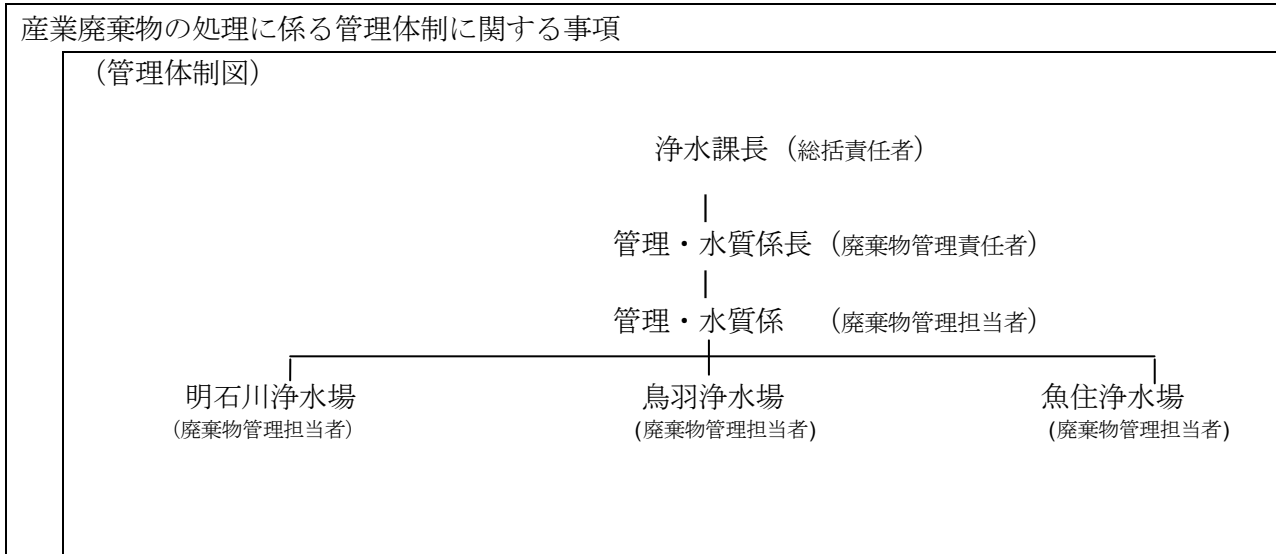 産業廃棄物の処理に係る管理体制に関する事項
（管理体制図）
浄水課長（総括責任者）
管理・水質係長（廃棄物管理責任者）
管理・水質係　（廃棄物管理担当者）
明石川浄水場　鳥羽浄水場　魚住浄水場
（廃棄物管理担当者）　(廃棄物管理担当者)　(廃棄物管理担当者)